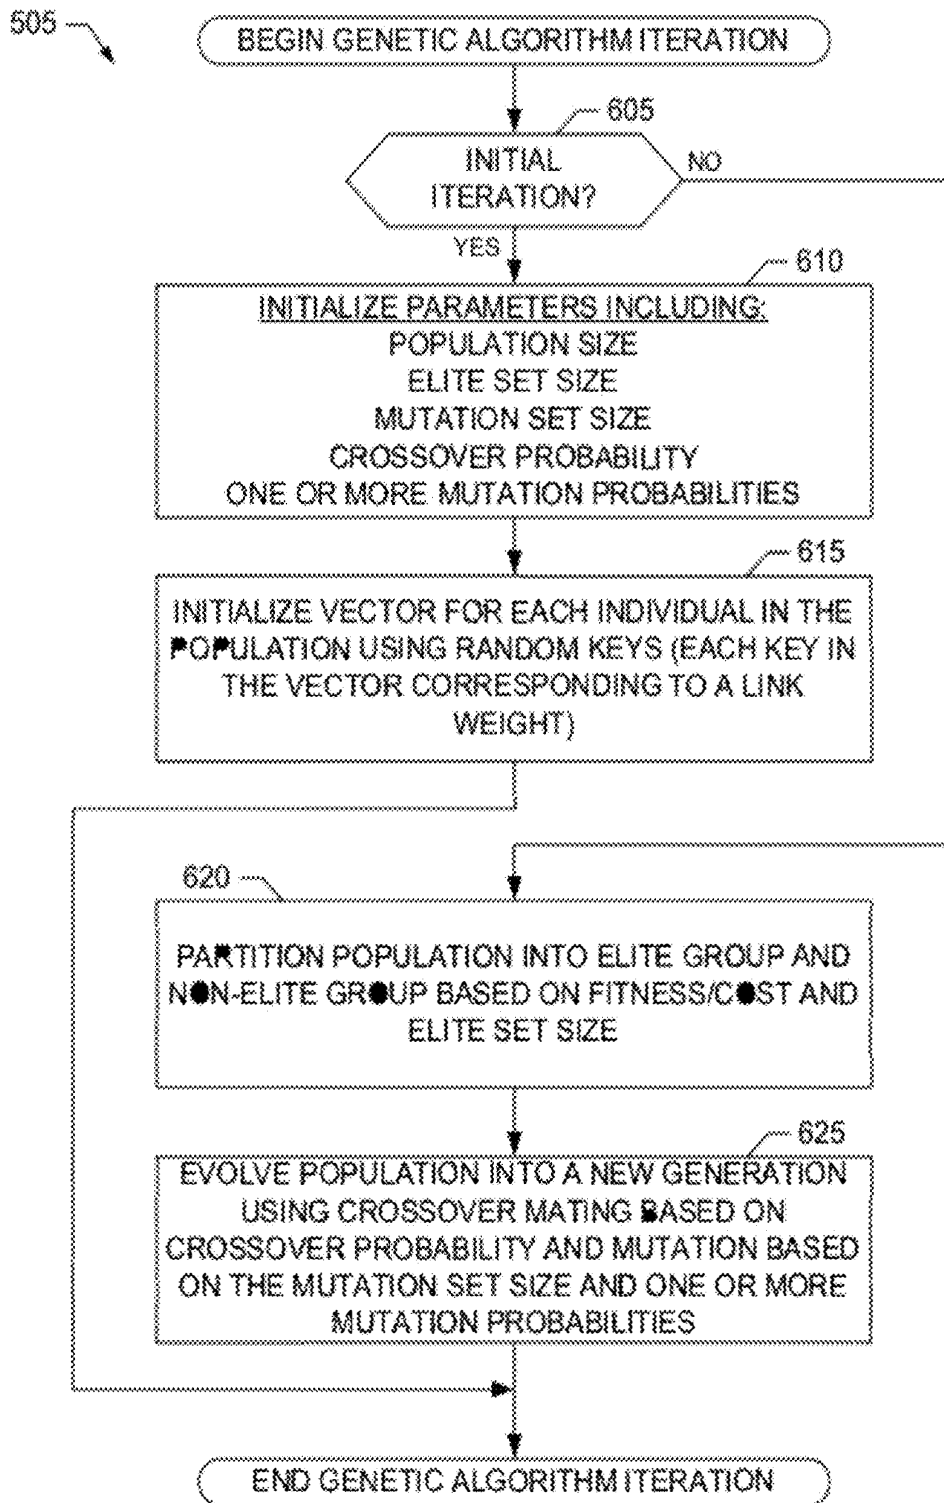 505
BEGIN GENETIC ALGORITHM ITERATION
605
INITIAL
ITERATION?
NO
YES
610
INITIALIZE PARAMETERS INCLUDING:
POPULATION SIZE
ELITE SET SIZE
MUTATION SET SIZE
CROSSOVER PROBABILITY
ONE OR MORE MUTATION PROBABILITIES
615
INITIALIZE VECTOR FOR EACH INDIVIDUAL IN THE
POPULATION USING RANDOM KEYS (EACH KEY IN
THE VECTOR CORRESPONDING TO A LINK
WEIGHT)
620
PARTITION POPULATION INTO ELITE GROUP AND
NON-ELITE GROUP BASED ON FITNESS/COST AND
ELITE SET SIZE
625
EVOLVE POPULATION INTO A NEW GENERATION
USING CROSSOVER MATING BASED ON
CROSSOVER PROBABILITY AND MUTATION BASED
ON THE MUTATION SET SIZE AND ONE OR MORE
MUTATION PROBABILITIES
END GENETIC ALGORITHM ITERATION